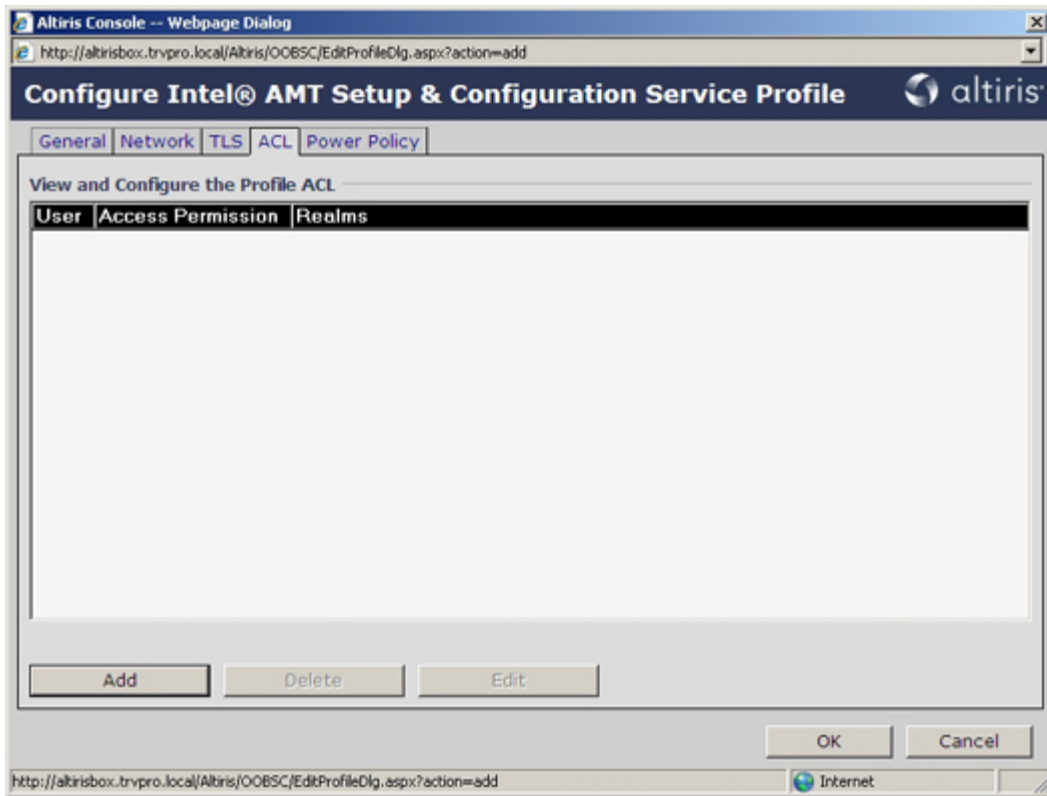 Altiris Console -- Webpage Dialog
http://altirisbox.trvpro.local/Altiris/OOBSC/EditProfileDlg.aspx?action=add
Configure Intel® AMT Setup & Configuration Service Profile
altiris
General Network TLS ACL Power Policy
View and Configure the Profile ACL
User Access Permission Realms
Add Delete Edit
OK Cancel
http://altirisbox.trvpro.local/Altiris/OOBSC/EditProfileDlg.aspx?action=add Internet